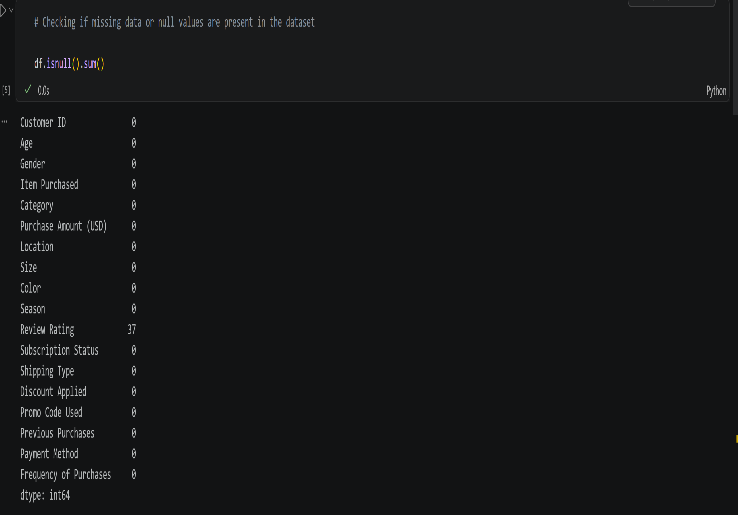 # Checking if missing data or null values are present in the dataset
df.isnull().sum()
[5] ✓ 0.0s Python
... Customer ID 0
Age 0
Gender 0
Item Purchased 0
Category 0
Purchase Amount (USD) 0
Location 0
Size 0
Color 0
Season 0
Review Rating 37
Subscription Status 0
Shipping Type 0
Discount Applied 0
Promo Code Used 0
Previous Purchases 0
Payment Method 0
Frequency of Purchases 0
dtype: int64